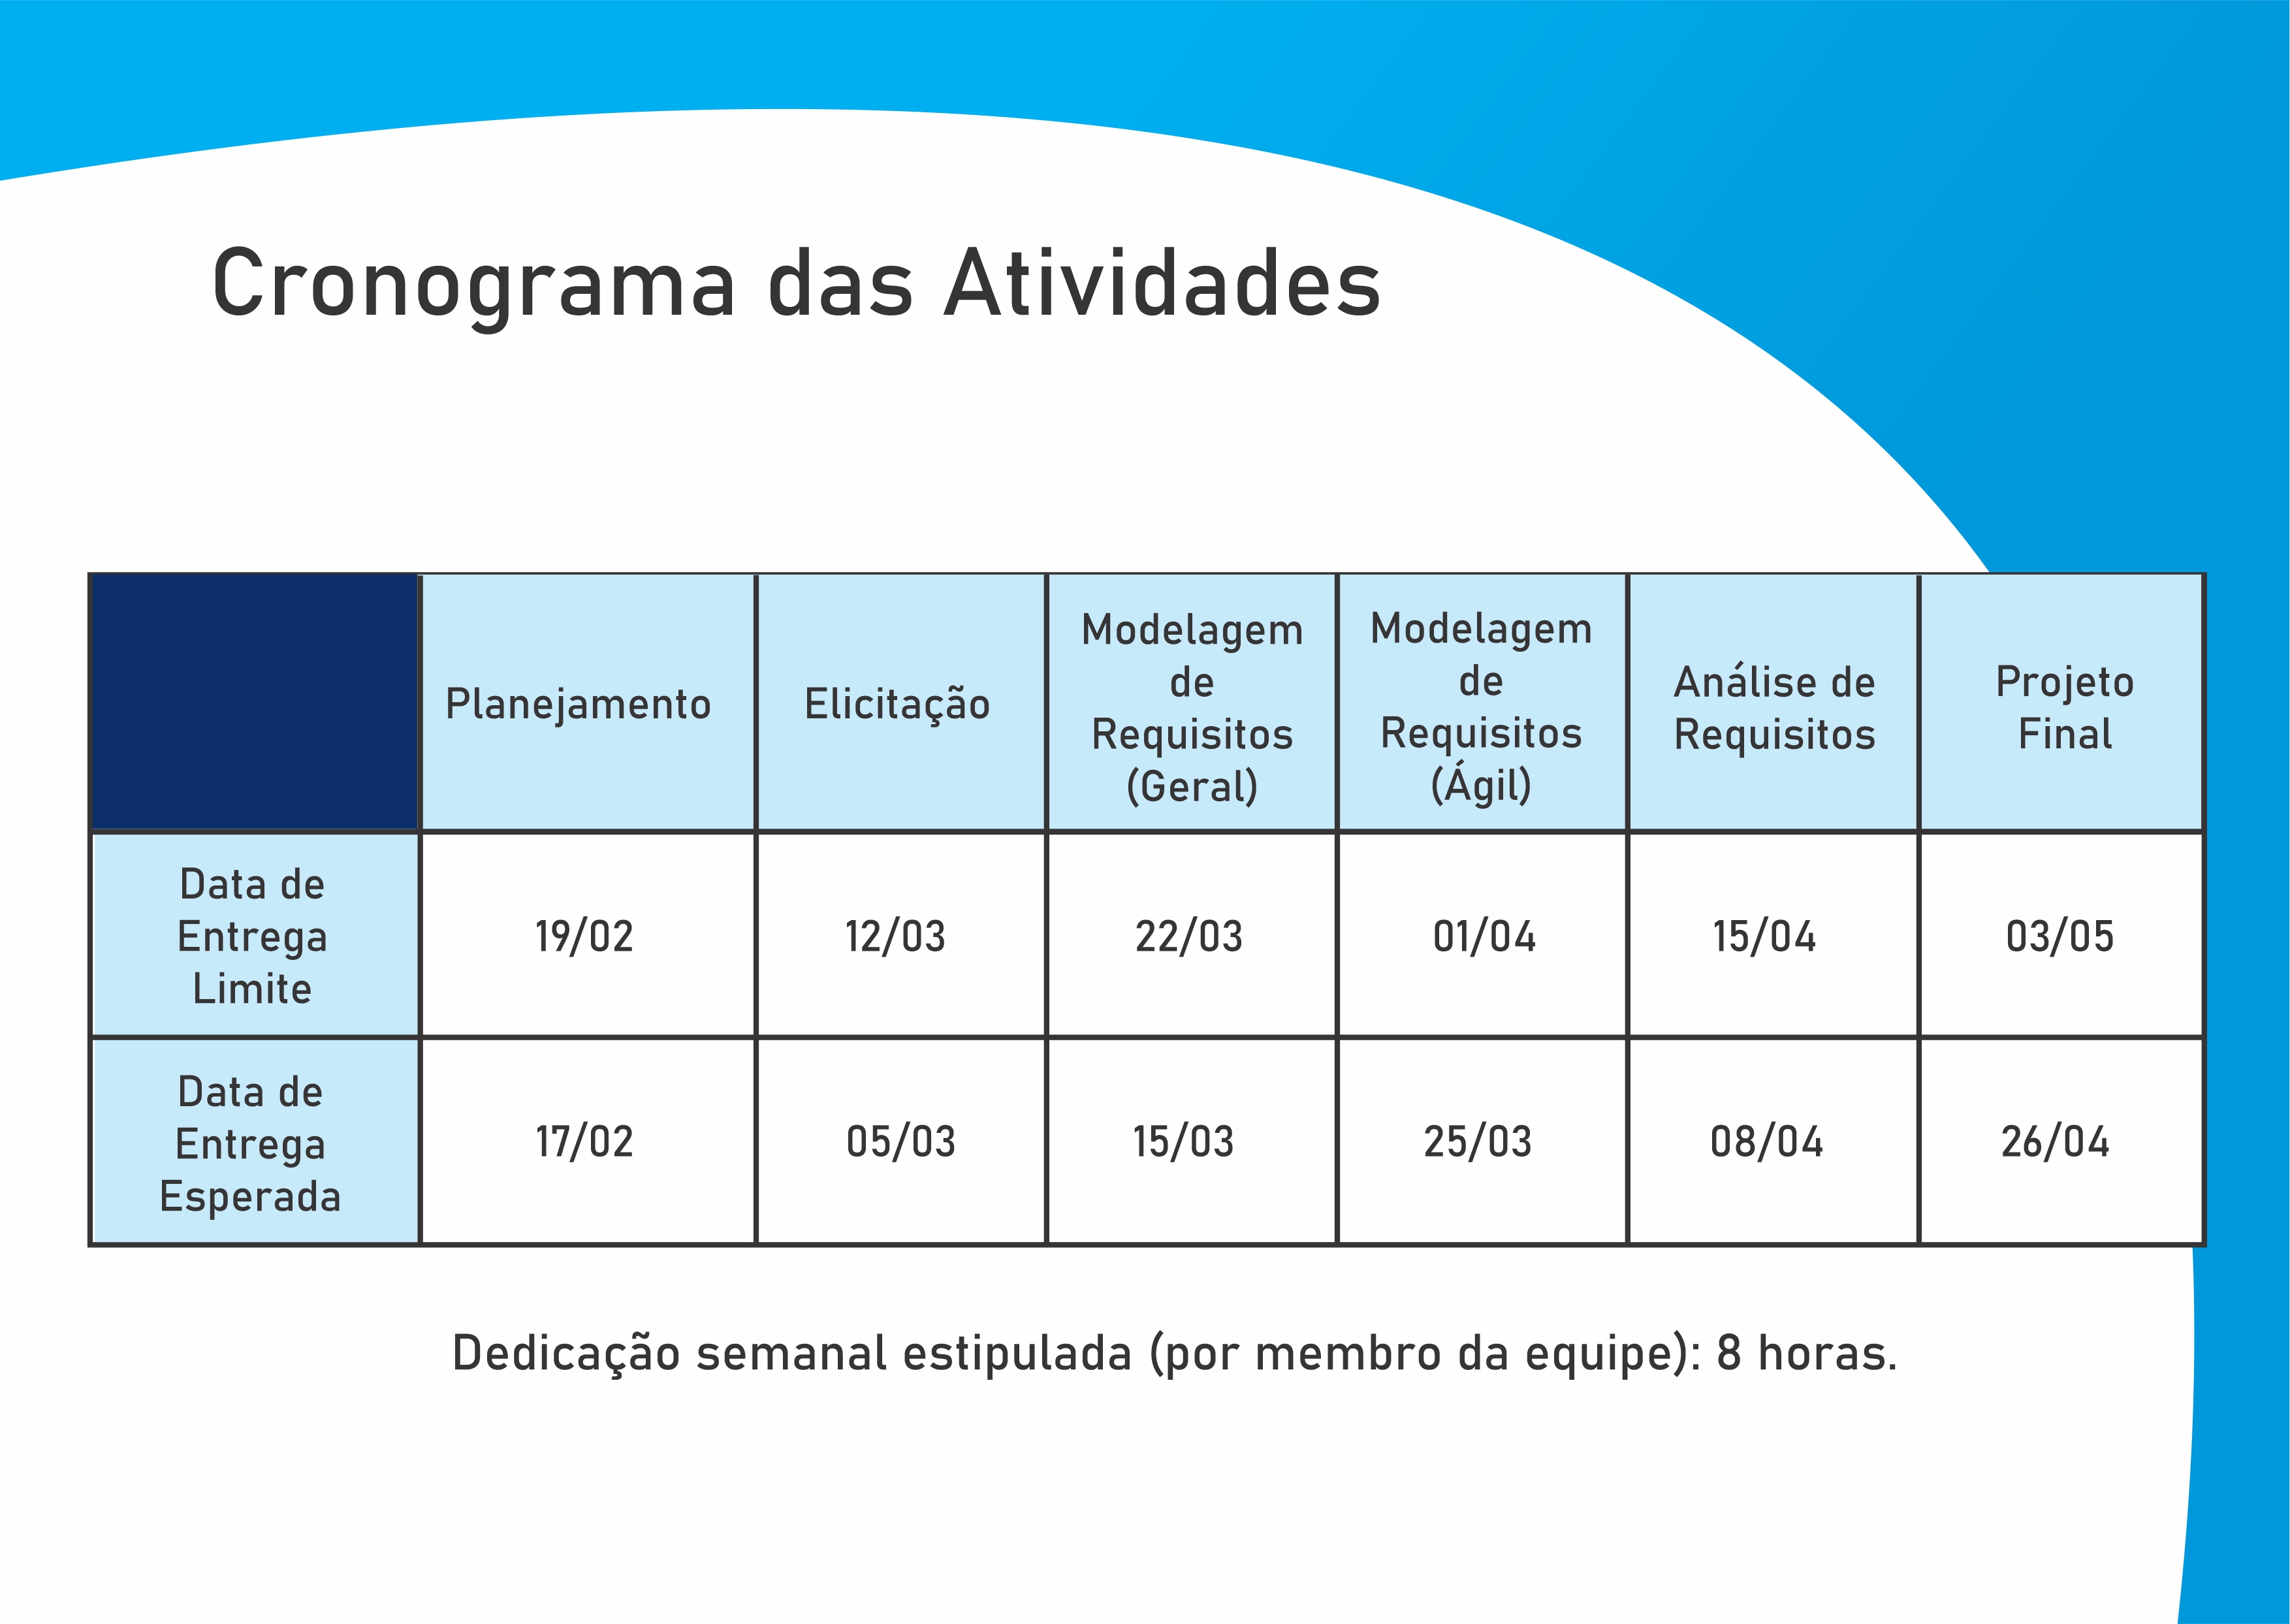 Cronograma das Atividades
Planejamento
Elicitação
Modelagem
de
Requisitos
(Geral)
Modelagem
de
Requisitos
(Ágil)
Análise de
Requisitos
Projeto
Final
Data de
Entrega
Limite
19/02
12/03
22/03
01/04
15/04
03/05
Data de
Entrega
Esperada
17/02
05/03
15/03
25/03
08/04
26/04
Dedicação semanal estipulada (por membro da equipe): 8 horas.